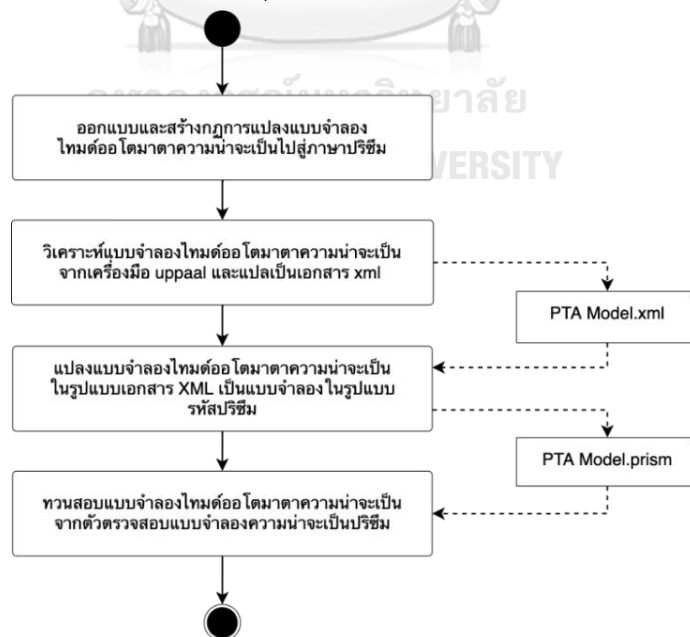 ออกแบบและสร้างกฎการแปลงแบบจำลอง
ไทมด์ออโตมาตาความน่าจะเป็นไปสู่ภาษาปริซึม
ยาลัย
VERSITY
วิเคราะห์แบบจำลองไทมด์ออโตมาตาความน่าจะเป็น
จากเครื่องมือ uppaal และแปลเป็นเอกสาร xml
PTA Model.xml
แปลงแบบจำลองไทมด์ออโตมาตาความน่าจะเป็น
ในรูปแบบเอกสาร XML เป็นแบบจำลองในรูปแบบ
รหัสปริซึม
PTA Model.prism
ทวนสอบแบบจำลองไทมด์ออโตมาตาความน่าจะเป็น
จากตัวตรวจสอบแบบจำลองความน่าจะเป็นปริซึม